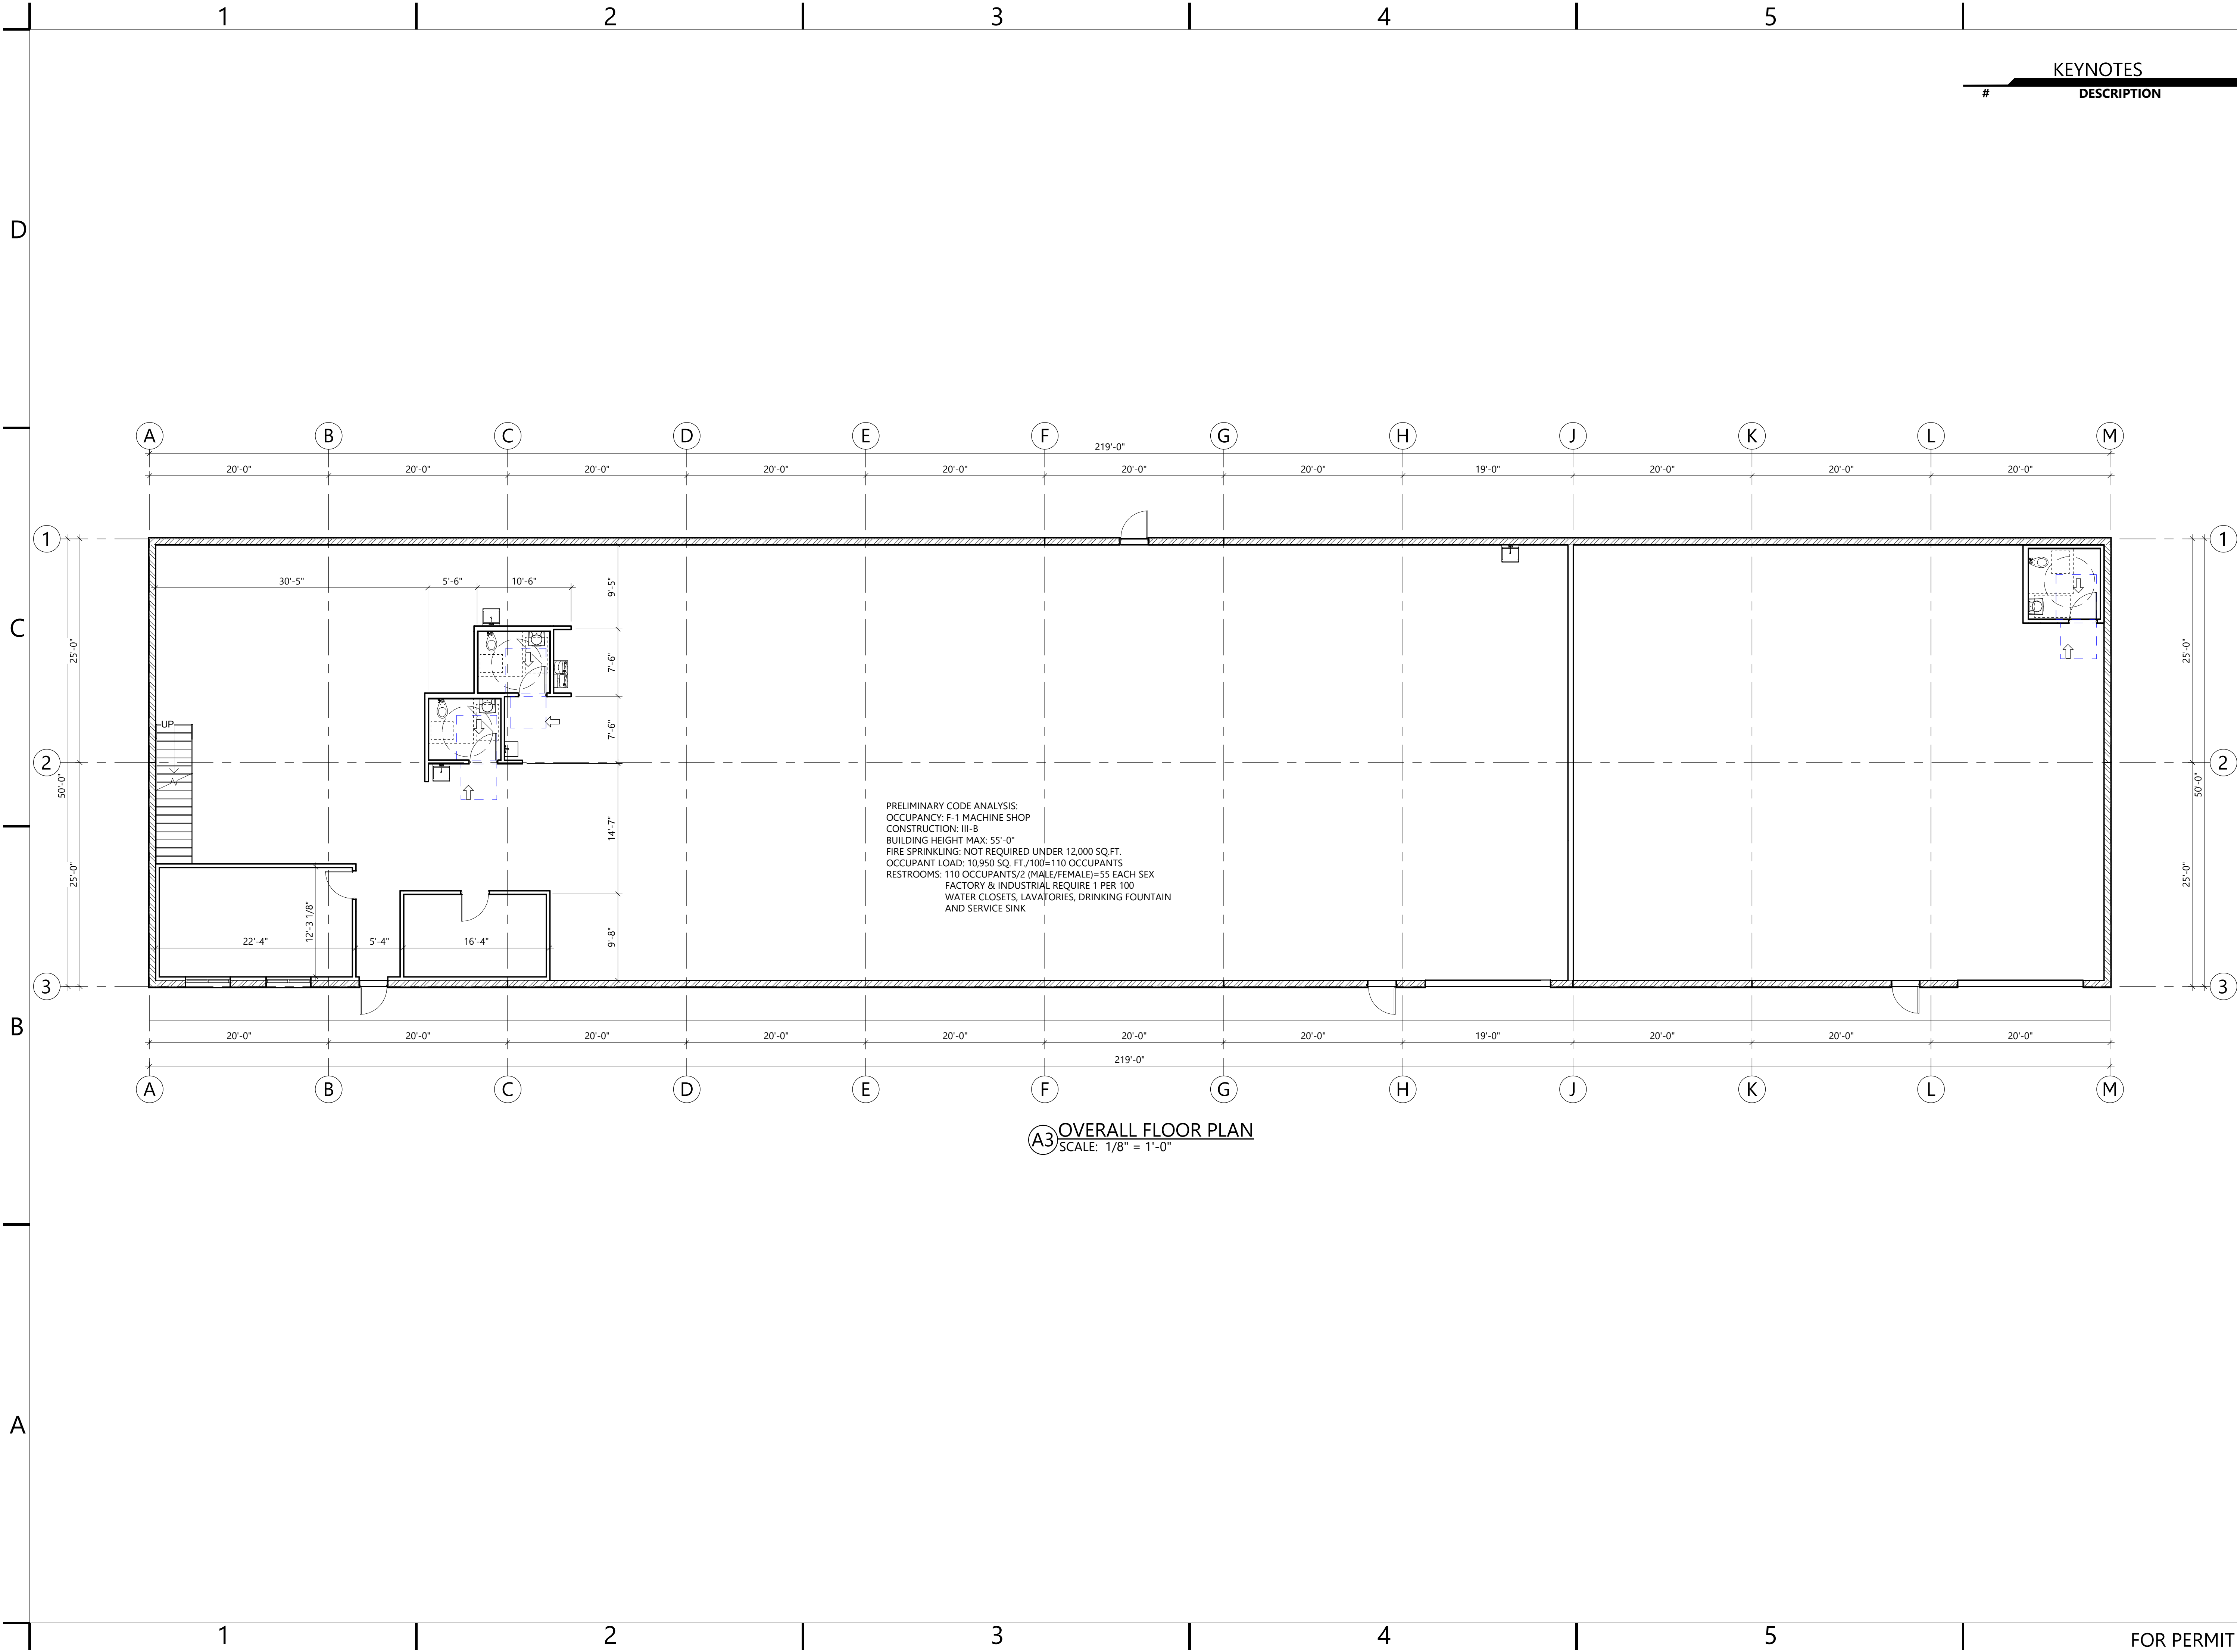 1 2 3 4 5
KEYNOTES
# DESCRIPTION
D
A B C D E F G H J K L M
219'-0"
20'-0" 20'-0" 20'-0" 20'-0" 20'-0" 20'-0" 20'-0" 19'-0" 20'-0" 20'-0" 20'-0"
1 1
30'-5" 5'-6" 10'-6"
9'-5"
C
25'-0" 25'-0"
7'-6"
7'-6"
UP
2 2
50'-0" 50'-0"
PRELIMINARY CODE ANALYSIS:
OCCUPANCY: F-1 MACHINE SHOP
CONSTRUCTION: III-B
BUILDING HEIGHT MAX: 55'-0"
FIRE SPRINKLING: NOT REQUIRED UNDER 12,000 SQ.FT.
OCCUPANT LOAD: 10,950 SQ. FT./100=110 OCCUPANTS
RESTROOMS: 110 OCCUPANTS/2 (MALE/FEMALE)=55 EACH SEX
FACTORY & INDUSTRIAL REQUIRE 1 PER 100
WATER CLOSETS, LAVATORIES, DRINKING FOUNTAIN
AND SERVICE SINK
14'-7"
25'-0" 25'-0"
12'-3 1/8"
22'-4" 5'-4" 16'-4"
9'-8"
3 3
B
20'-0" 20'-0" 20'-0" 20'-0" 20'-0" 20'-0" 20'-0" 19'-0" 20'-0" 20'-0" 20'-0"
219'-0"
A B C D E F G H J K L M
A3 OVERALL FLOOR PLAN
SCALE: 1/8" = 1'-0"
A
1 2 3 4 5
FOR PERMIT